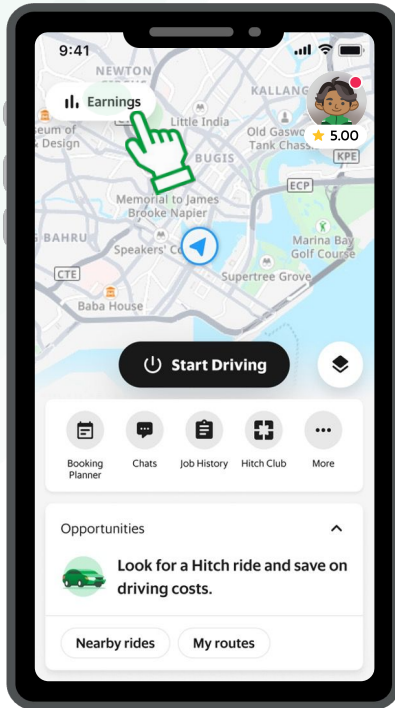 9:41
NEWTON
KALLANG
Earnings
Little India
5.00
seum of
& Design
Old Gaswo
Tank Chass
BUGIS
KPE
ECP
Memorial to James
Brooke Napier
BAHRU
Speakers' Co
Marina Bay
Golf Course
CTE
Supertree Grove
Baba House
Start Driving
Booking
Planner
Chats
Job History
Hitch Club
More
Opportunities
Look for a Hitch ride and save on
driving costs.
Nearby rides
My routes